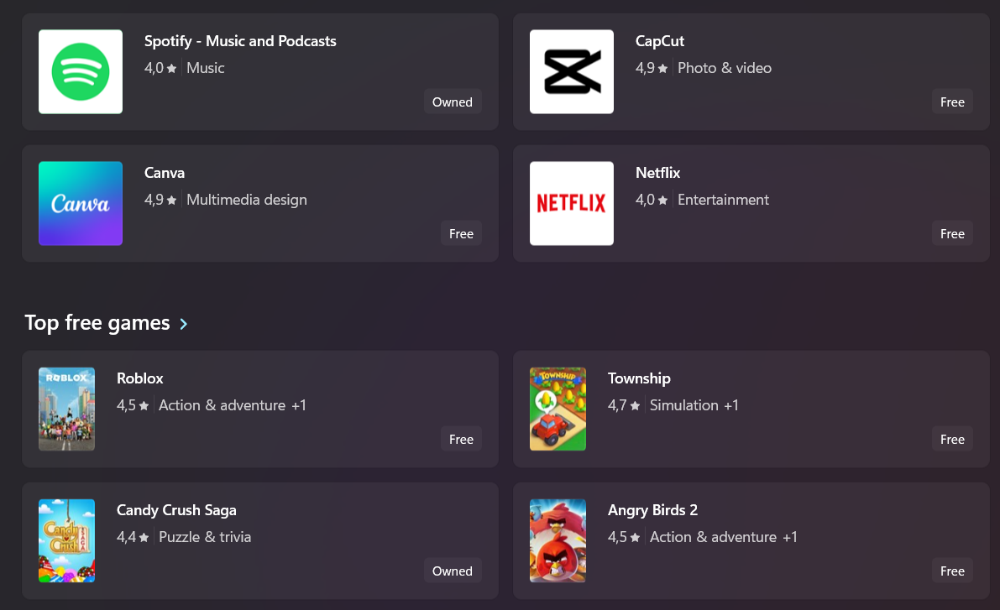 Spotify - Music and Podcasts
4,0 ★ Music
Owned
CapCut
4,9 ★ Photo & video
Free
Canva
Canva
4,9 ★ Multimedia design
Free
NETFLIX
Netflix
4,0 ★ Entertainment
Free
Top free games >
ROBLOX
Roblox
4,5 ★ Action & adventure +1
Free
TOWNSHIP
Township
4,7 ★ Simulation +1
Free
Candy
Crush
SAGA
Candy Crush Saga
4,4 ★ Puzzle & trivia
Owned
Angry Birds 2
4,5 ★ Action & adventure +1
Free